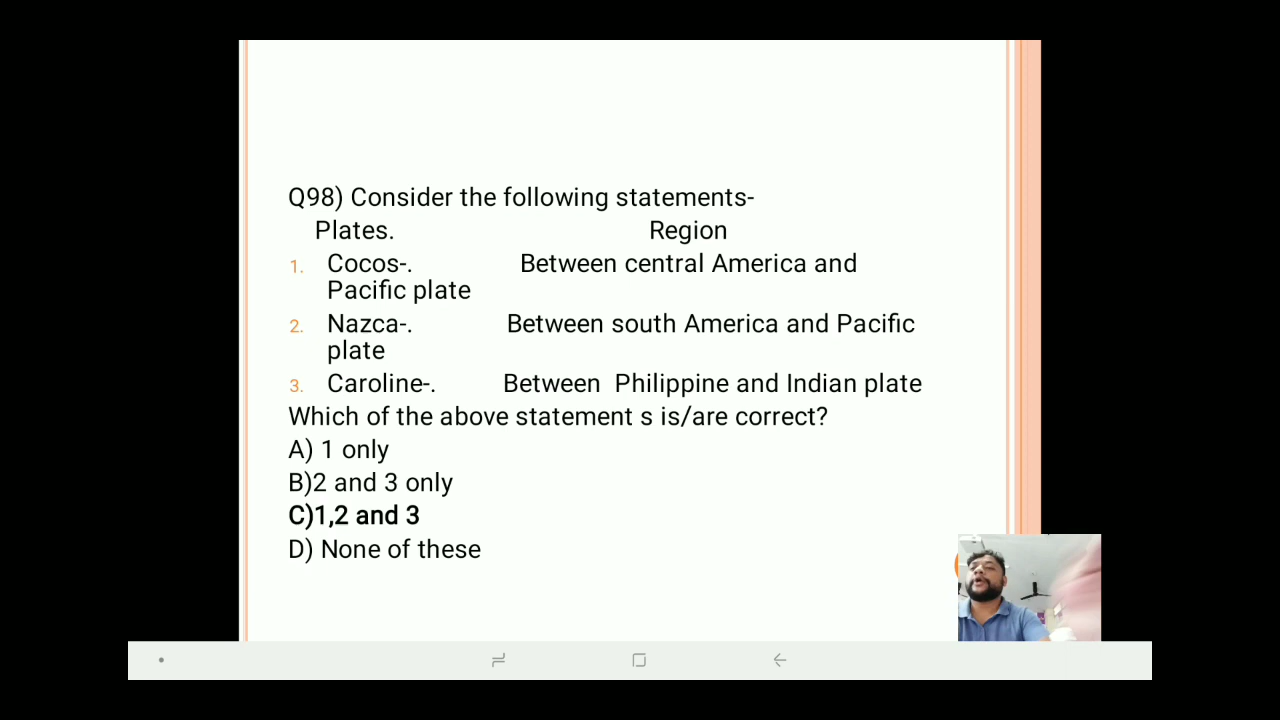 Q98) Consider the following statements-
Plates. Region
1. Cocos-. Between central America and
Pacific plate
2. Nazca-. Between south America and Pacific
plate
3. Caroline-. Between Philippine and Indian plate
Which of the above statement s is/are correct?
A) 1 only
B)2 and 3 only
C)1,2 and 3
D) None of these